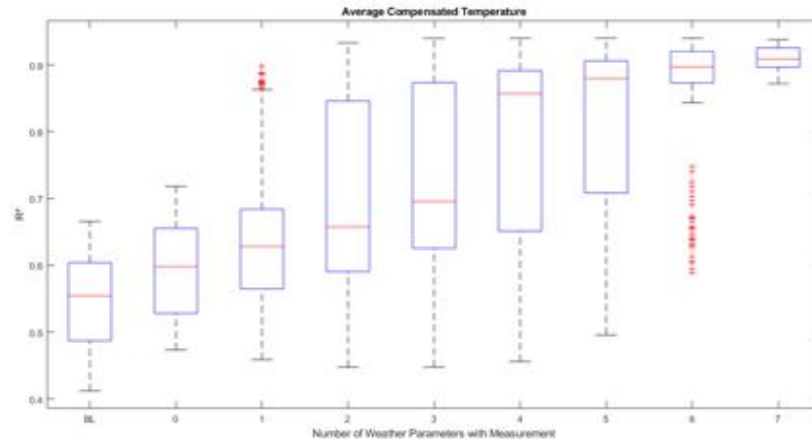 Average Compensated Temperature
0.9
0.8
0.7
0.6
0.5
0.4
R²
BL 0 1 2 3 4 5 6 7
Number of Weather Parameters with Measurement